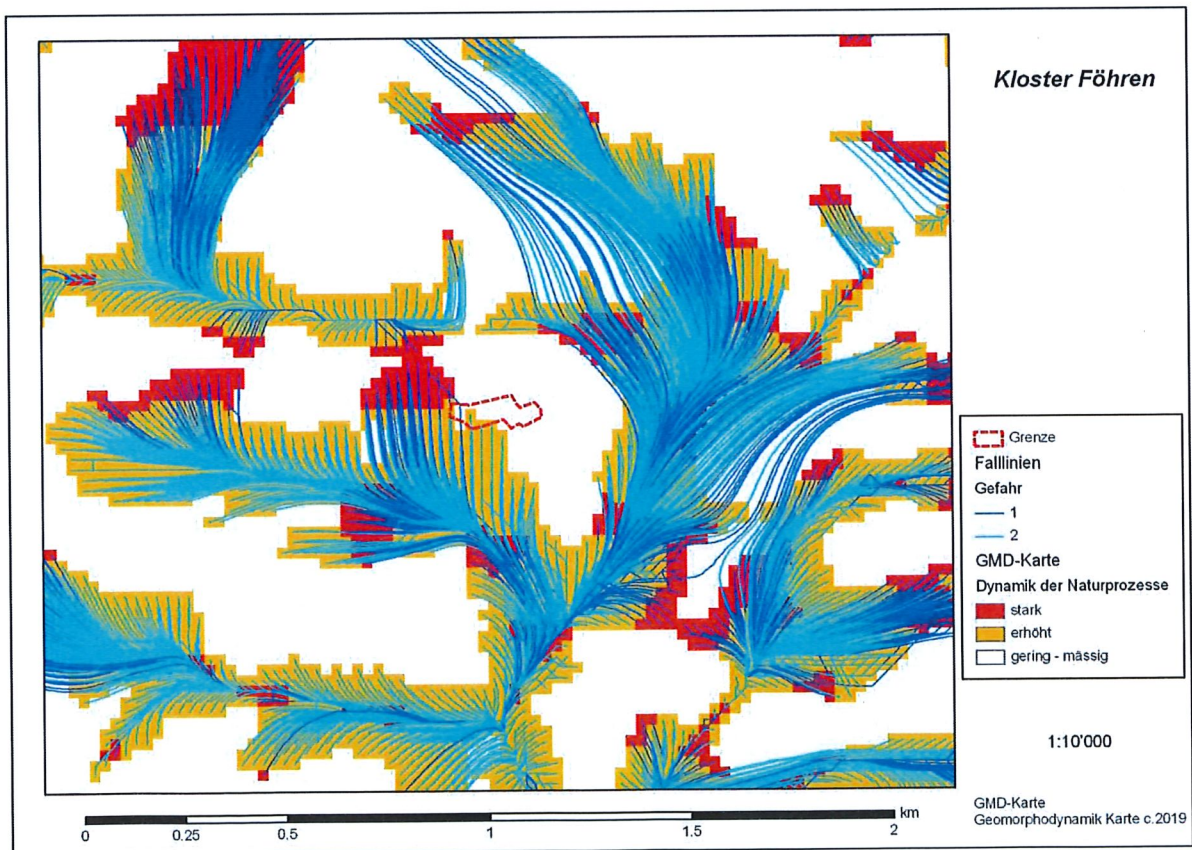 Kloster Föhren
Grenze
Falllinien
Gefahr
1
2
GMD-Karte
Dynamik der Naturprozesse
stark
erhöht
gering - mässig
1:10'000
GMD-Karte
Geomorphodynamik Karte c.2019
km
0 0.25 0.5 1 1.5 2